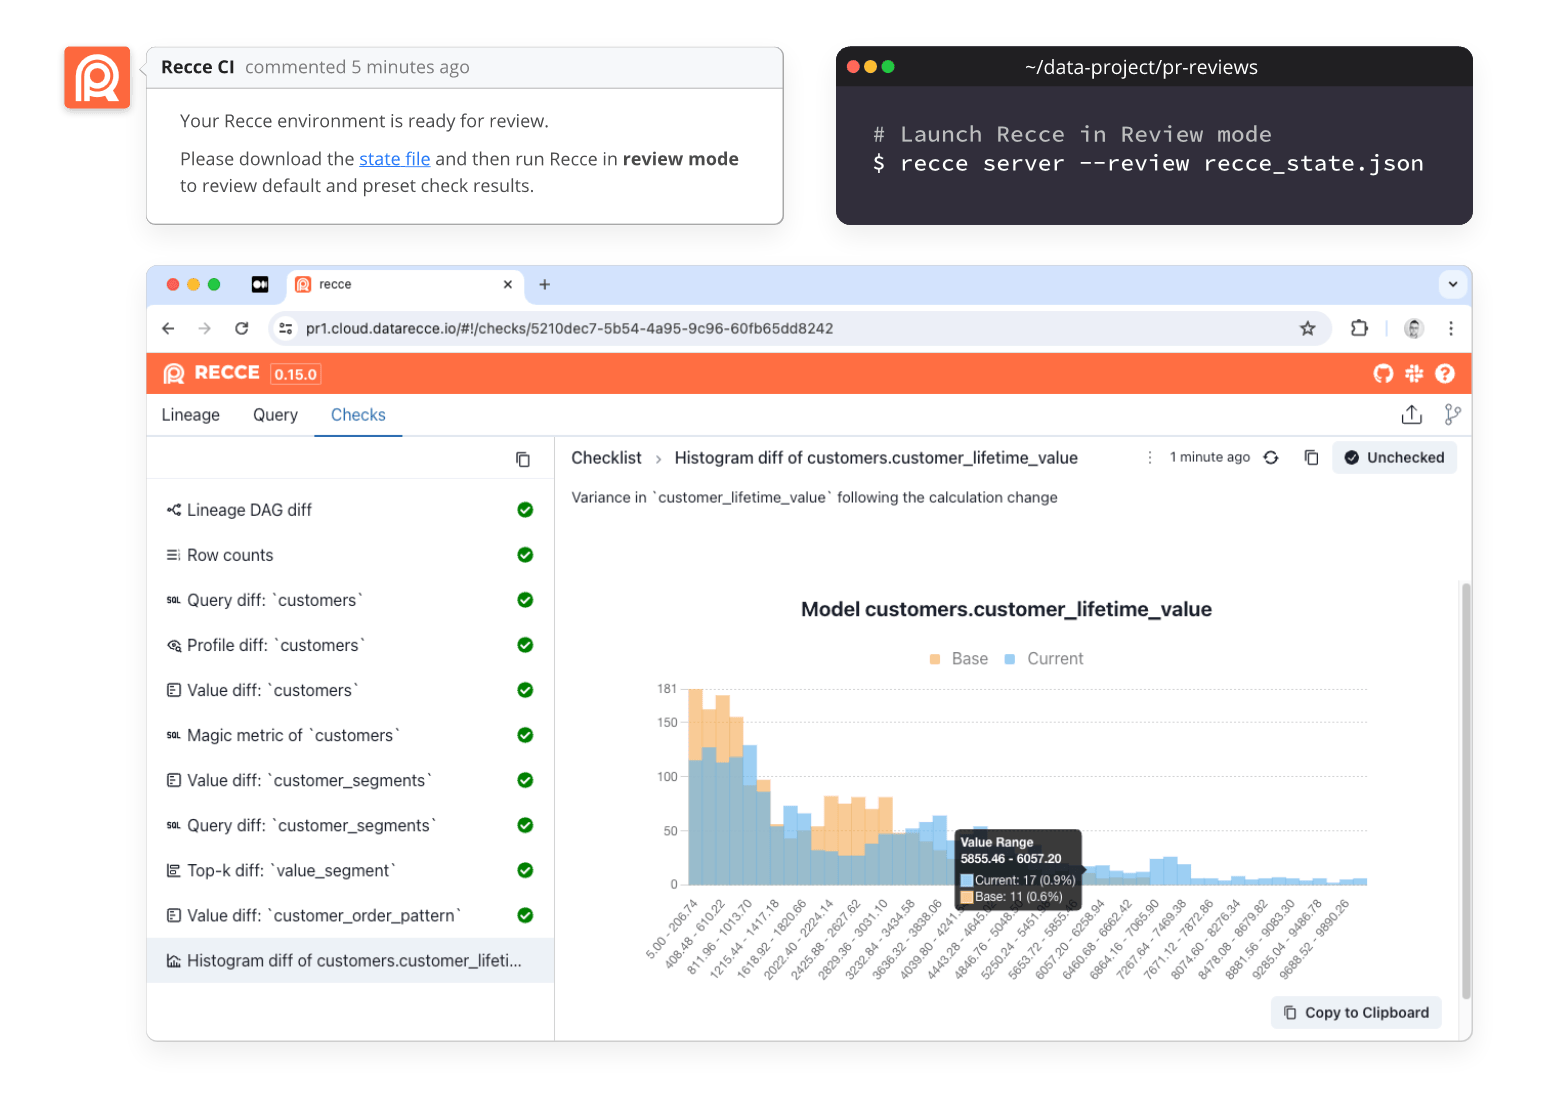 Recce CI commented 5 minutes ago
Your Recce environment is ready for review.
Please download the state file and then run Recce in review mode
to review default and preset check results.
~/data-project/pr-reviews
# Launch Recce in Review mode
$ recce server --review recce_state.json
recce
pr1.cloud.datarecce.io/#!/checks/5210dec7-5b54-4a95-9c96-60fb65dd8242
RECCE 0.15.0
Lineage Query Checks
Lineage DAG diff
Row counts
SQL Query diff: `customers`
Profile diff: `customers`
Value diff: `customers`
SQL Magic metric of `customers`
Value diff: `customer_segments`
SQL Query diff: `customer_segments`
Top-k diff: `value_segment`
Value diff: `customer_order_pattern`
Histogram diff of customers.customer_lifeti...
Checklist › Histogram diff of customers.customer_lifetime_value
1 minute ago
Unchecked
Variance in `customer_lifetime_value` following the calculation change
Model customers.customer_lifetime_value
Base Current
181
150
100
50
0
Value Range
5855.46 - 6057.20
Current: 17 (0.9%)
Base: 11 (0.6%)
5.00 - 206.74
408.48 - 610.22
811.96 - 1013.70
1215.44 - 1417.18
1618.92 - 1820.66
2022.40 - 2224.14
2425.88 - 2627.62
2829.36 - 3031.10
3232.84 - 3434.58
3636.32 - 3838.06
4039.80 - 4241.
4443.28 - 4645.0
4846.76 - 5048.5
5250.24 - 5451.9
5653.72 - 5855.46
6057.20 - 6258.94
6460.68 - 6662.42
6864.16 - 7065.90
7267.64 - 7469.38
7671.12 - 7872.86
8074.60 - 8276.34
8478.08 - 8679.82
8881.56 - 9083.30
9285.04 - 9486.78
9688.52 - 9890.26
Copy to Clipboard